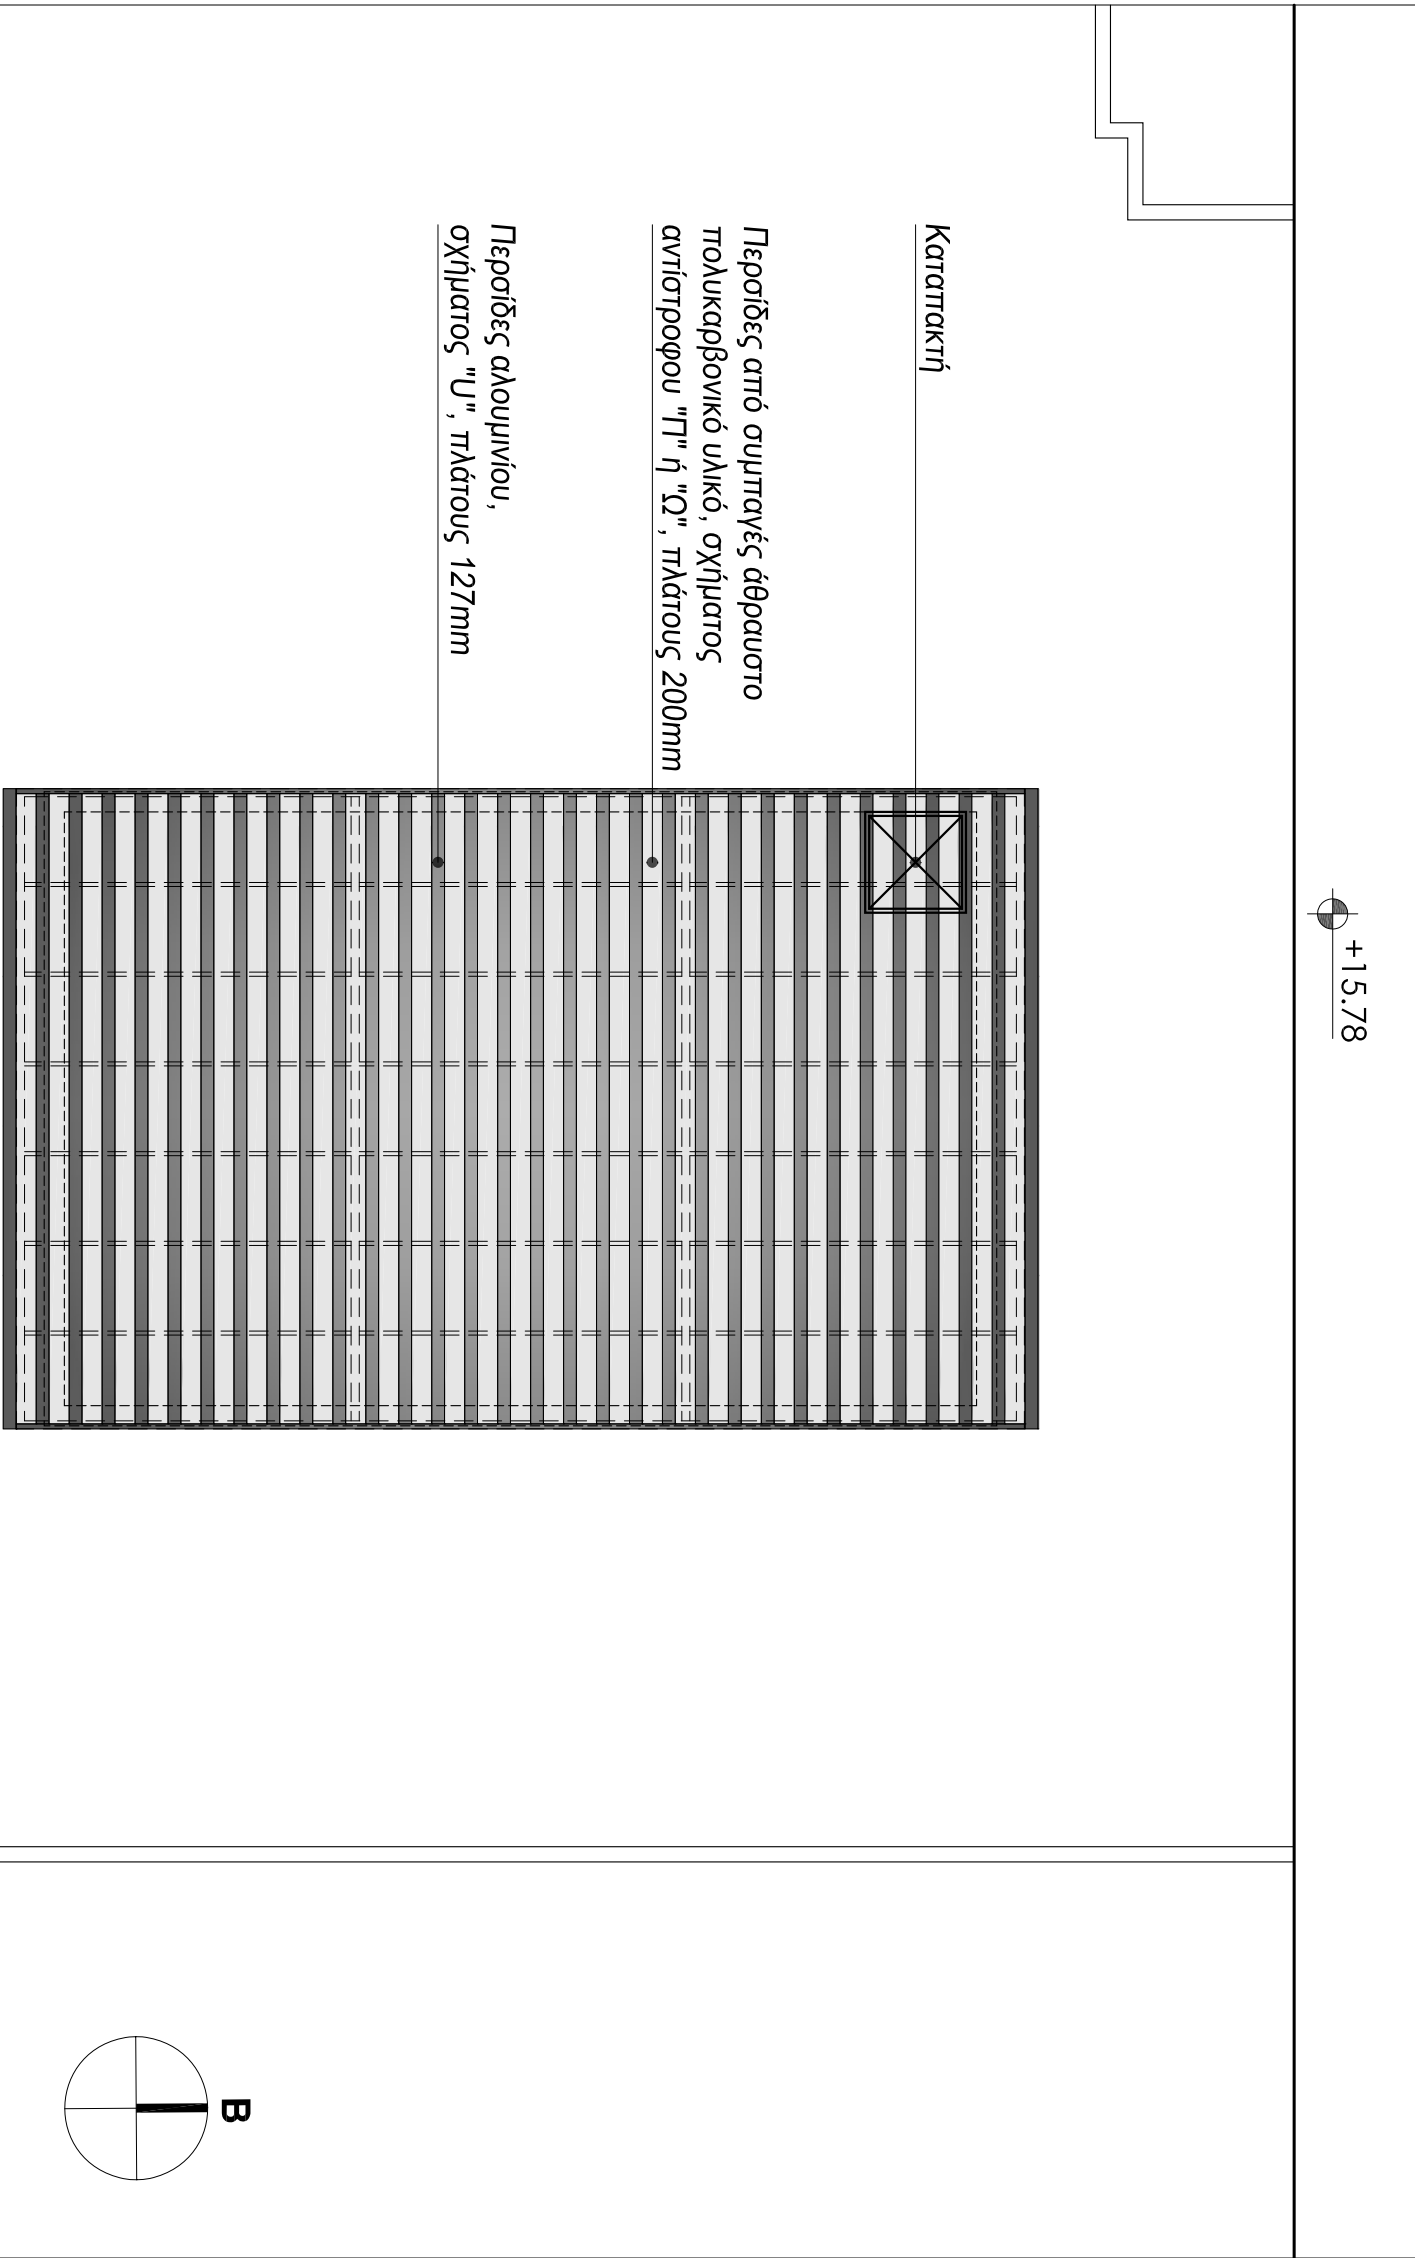 +15.78
Καταπακτή
Περσίδες από συμπαγές άθραυστο
πολυκαρβονικό υλικό, σχήματος
αντίστροφου "Π" ή "Ω", πλάτους 200mm
Περσίδες αλουμινίου,
σχήματος "U", πλάτους 127mm
Β